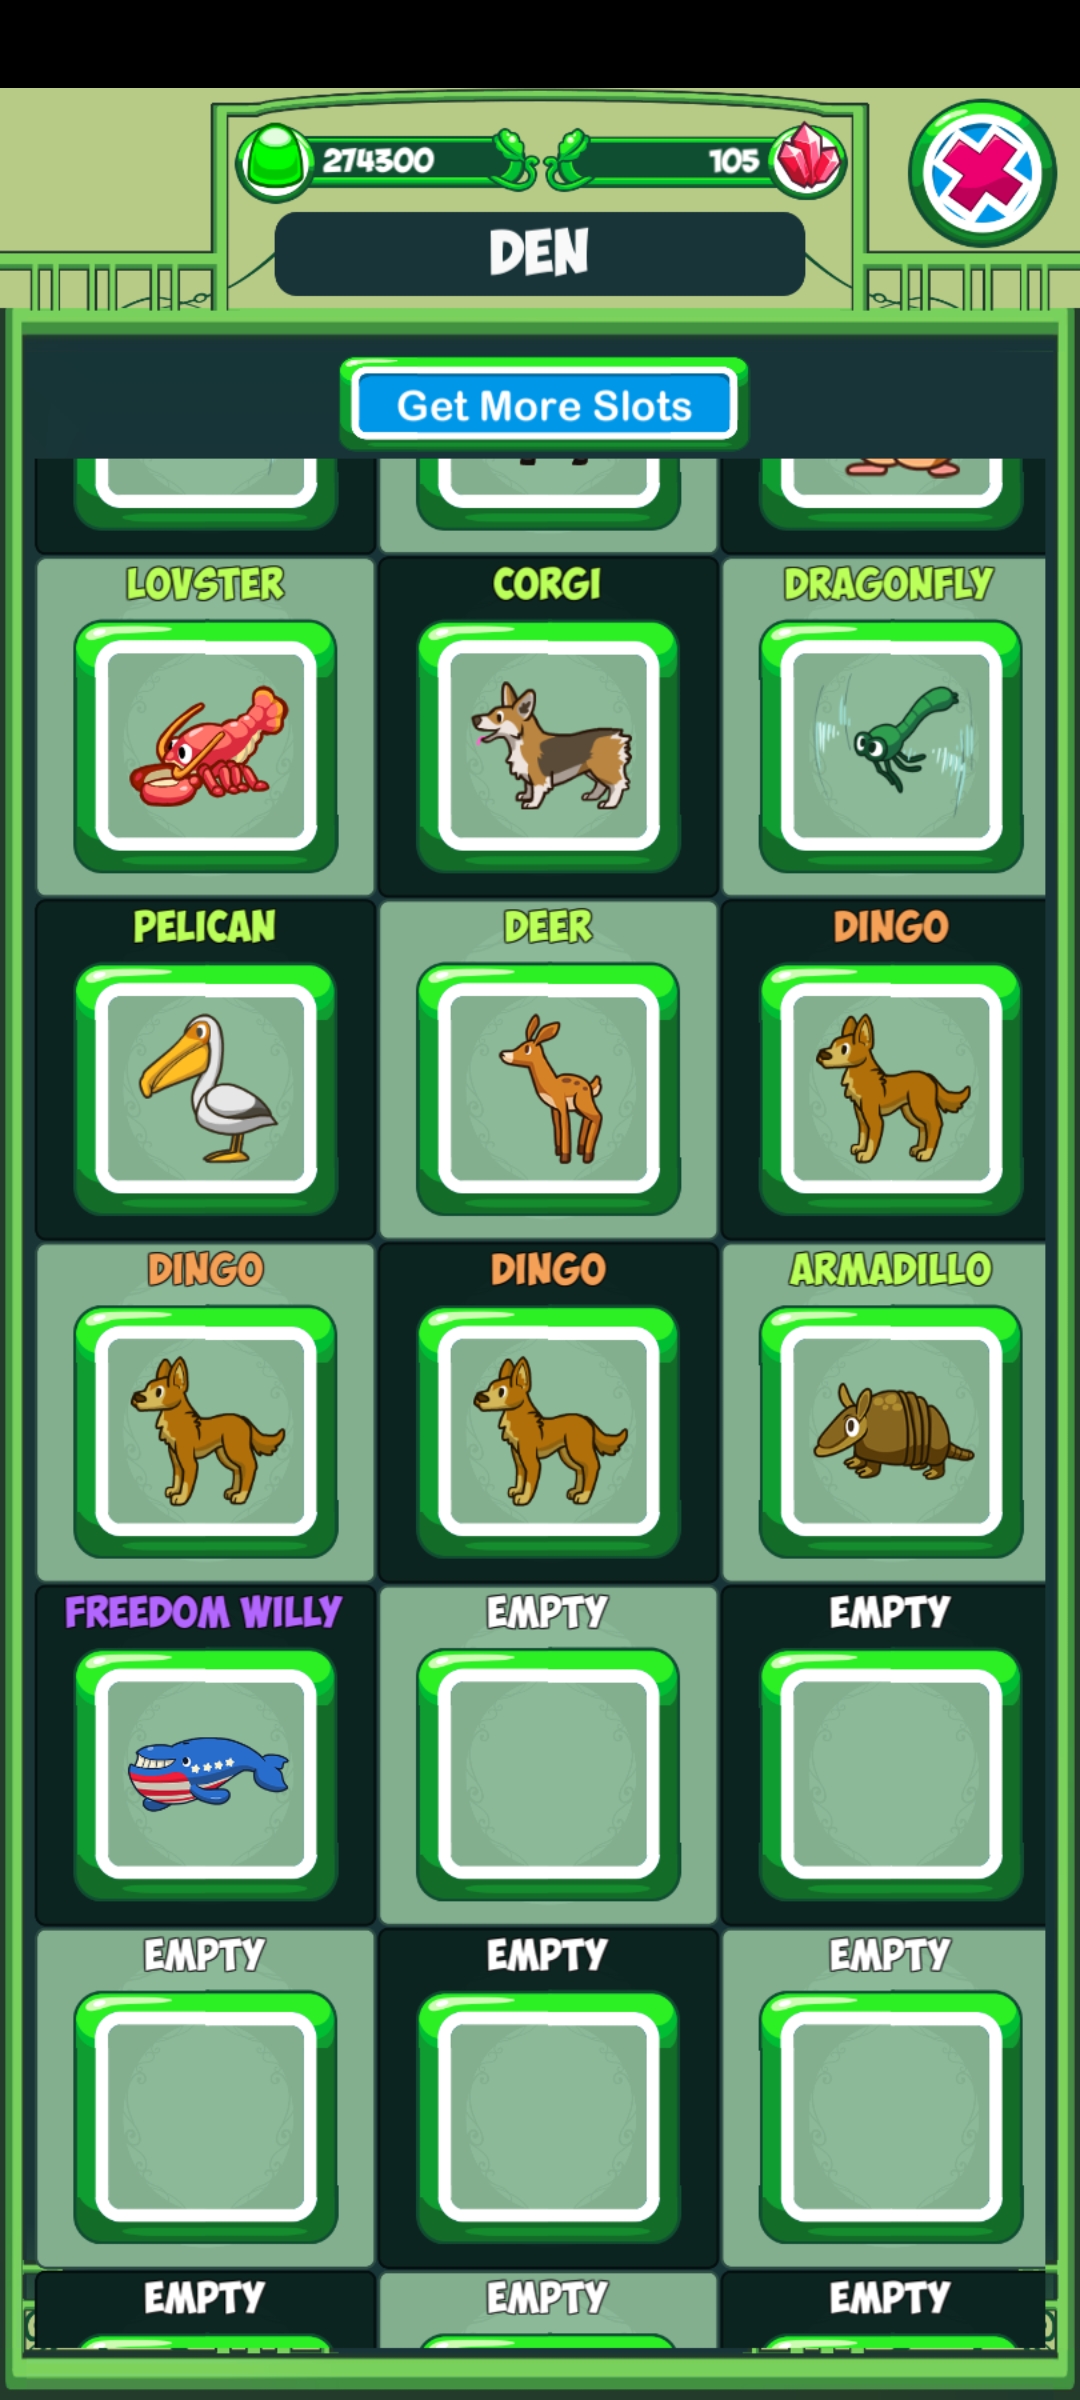 274300
105
DEN
Get More Slots
LOVSTER
CORGI
DRAGONFLY
PELICAN
DEER
DINGO
DINGO
DINGO
ARMADILLO
FREEDOM WILLY
EMPTY
EMPTY
EMPTY
EMPTY
EMPTY
EMPTY
EMPTY
EMPTY